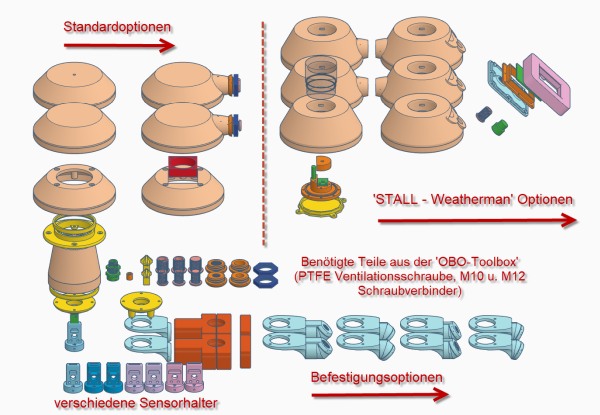 Standardoptionen
'STALL - Weatherman' Optionen
Benötigte Teile aus der 'OBO-Toolbox'
(PTFE Ventilationsschraube, M10 u. M12
Schraubverbinder)
Befestigungsoptionen
verschiedene Sensorhalter